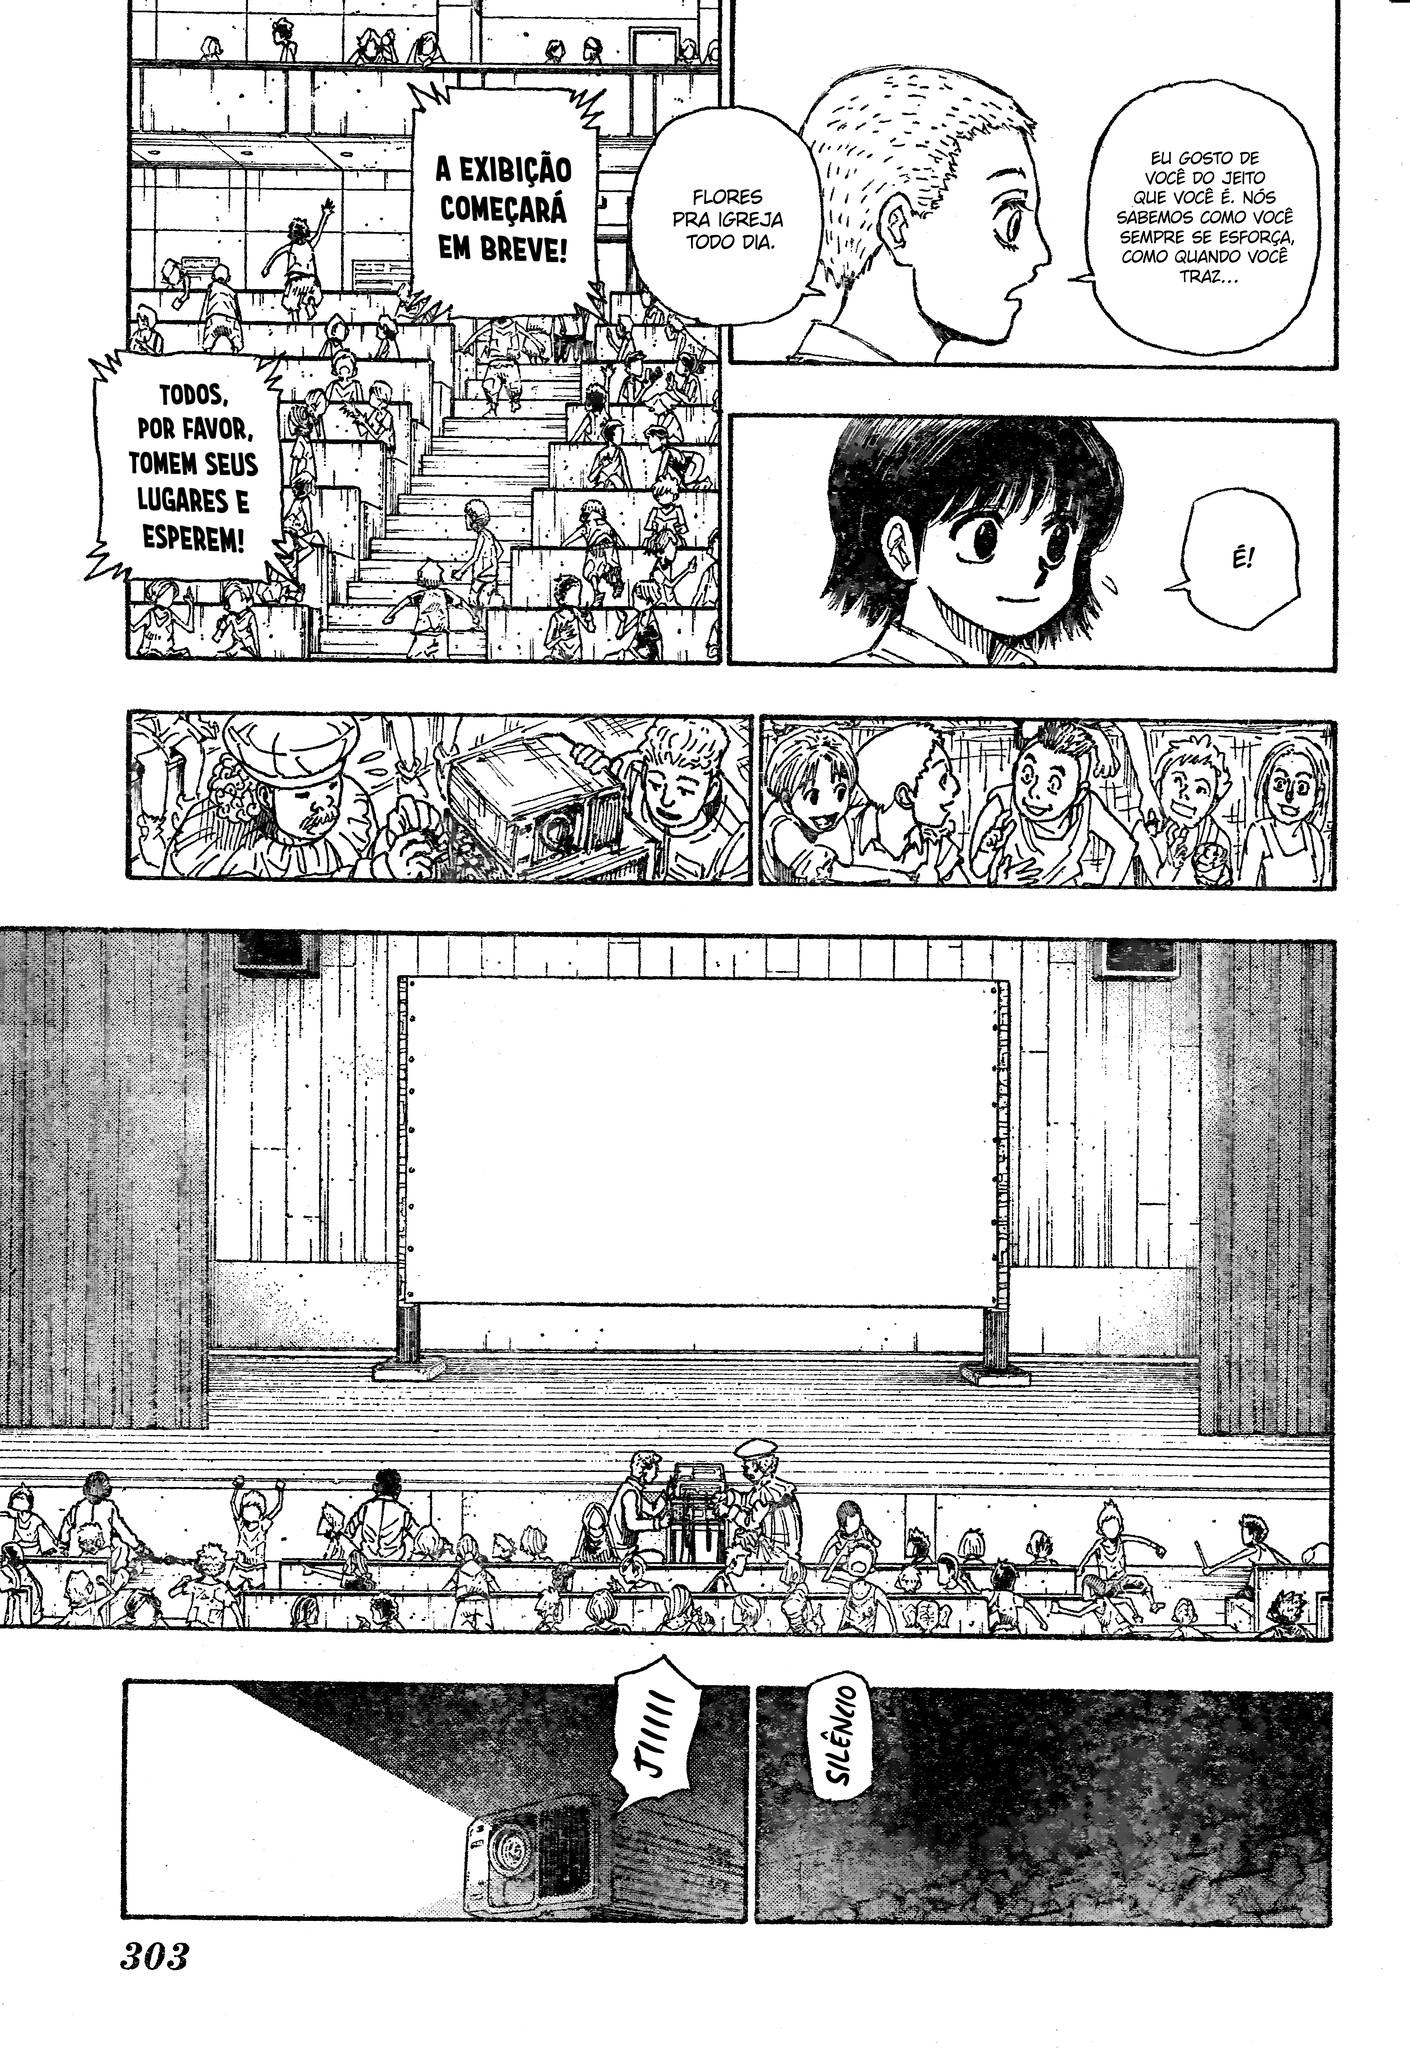 EU GOSTO DE
VOCÊ DO JEITO
QUE VOCÊ É. NÓS
SABEMOS COMO VOCÊ
SEMPRE SE ESFORÇA,
COMO QUANDO VOCÊ
TRAZ...
FLORES
PRA IGREJA
TODO DIA.
É!
A EXIBIÇÃO
COMEÇARÁ
EM BREVE!
TODOS,
POR FAVOR,
TOMEM SEUS
LUGARES E
ESPEREM!
SILÊNCIO
JIIIIII
303